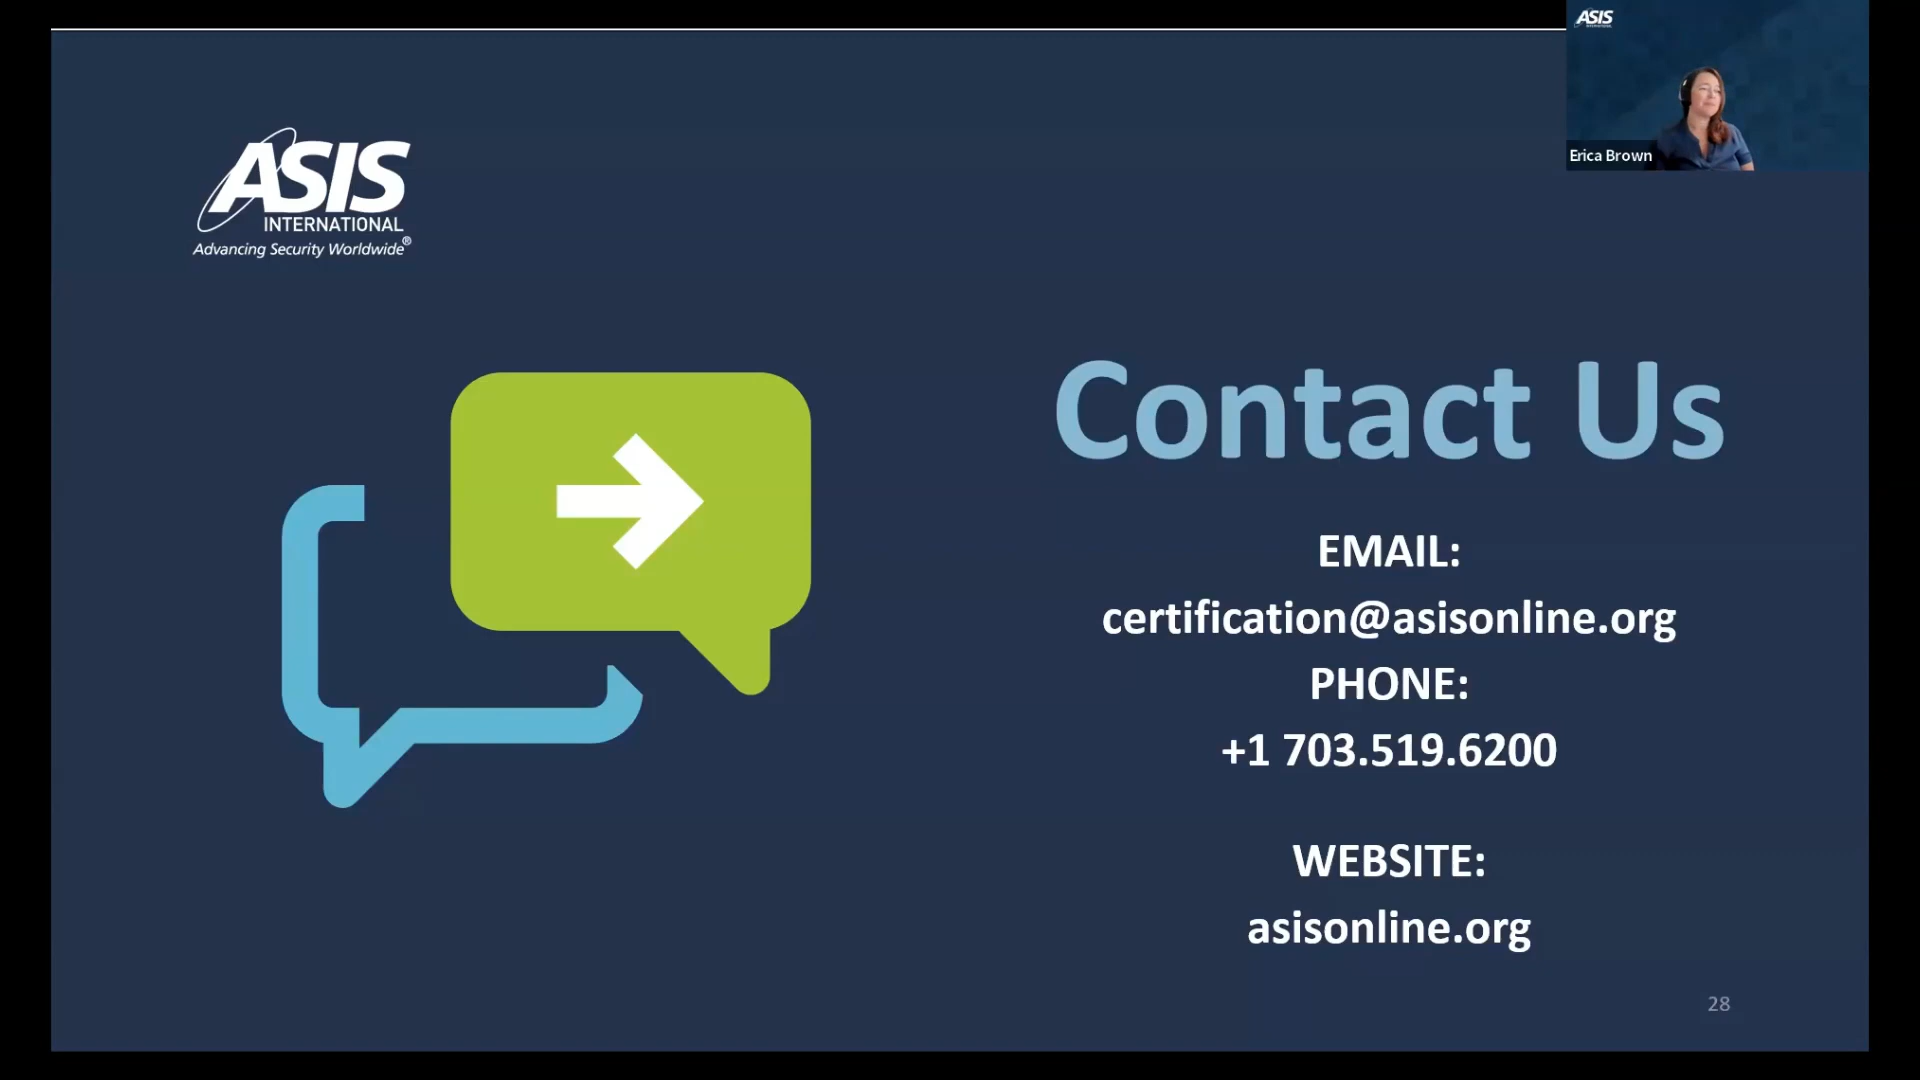 ASIS
INTERNATIONAL
Erica Brown
ASIS
INTERNATIONAL
Advancing Security Worldwide®
Contact Us
EMAIL:
certification@asisonline.org
PHONE:
+1 703.519.6200
WEBSITE:
asisonline.org
28